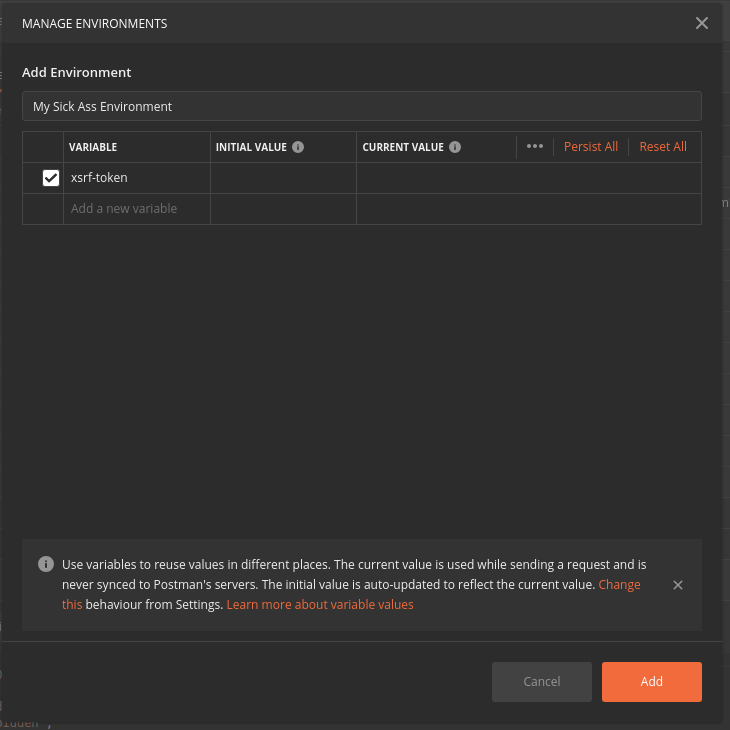 MANAGE ENVIRONMENTS
Add Environment
My Sick Ass Environment
VARIABLE INITIAL VALUE CURRENT VALUE Persist All Reset All
xsrf-token
Add a new variable
Use variables to reuse values in different places. The current value is used while sending a request and is
never synced to Postman's servers. The initial value is auto-updated to reflect the current value. Change
this behaviour from Settings. Learn more about variable values
Cancel Add